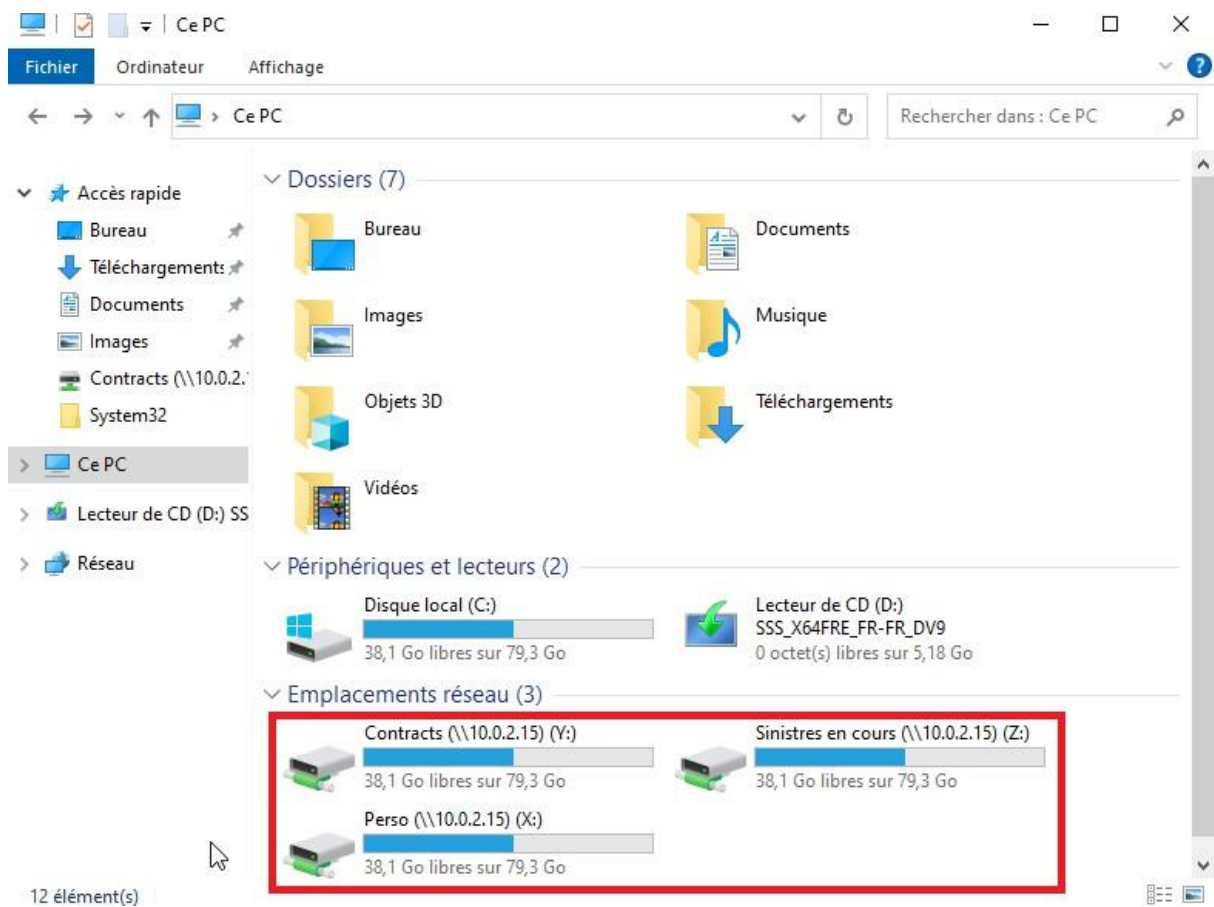 Ce PC
Fichier Ordinateur Affichage
Ce PC
Rechercher dans : Ce PC
Accès rapide
Bureau
Téléchargements
Documents
Images
Contracts (\\10.0.2.
System32
Ce PC
Lecteur de CD (D:) SS
Réseau
Dossiers (7)
Bureau
Documents
Images
Musique
Objets 3D
Téléchargements
Vidéos
Périphériques et lecteurs (2)
Disque local (C:)
38,1 Go libres sur 79,3 Go
Lecteur de CD (D:)
SSS_X64FRE_FR-FR_DV9
0 octet(s) libres sur 5,18 Go
Emplacements réseau (3)
Contracts (\\10.0.2.15) (Y:)
38,1 Go libres sur 79,3 Go
Sinistres en cours (\\10.0.2.15) (Z:)
38,1 Go libres sur 79,3 Go
Perso (\\10.0.2.15) (X:)
38,1 Go libres sur 79,3 Go
12 élément(s)